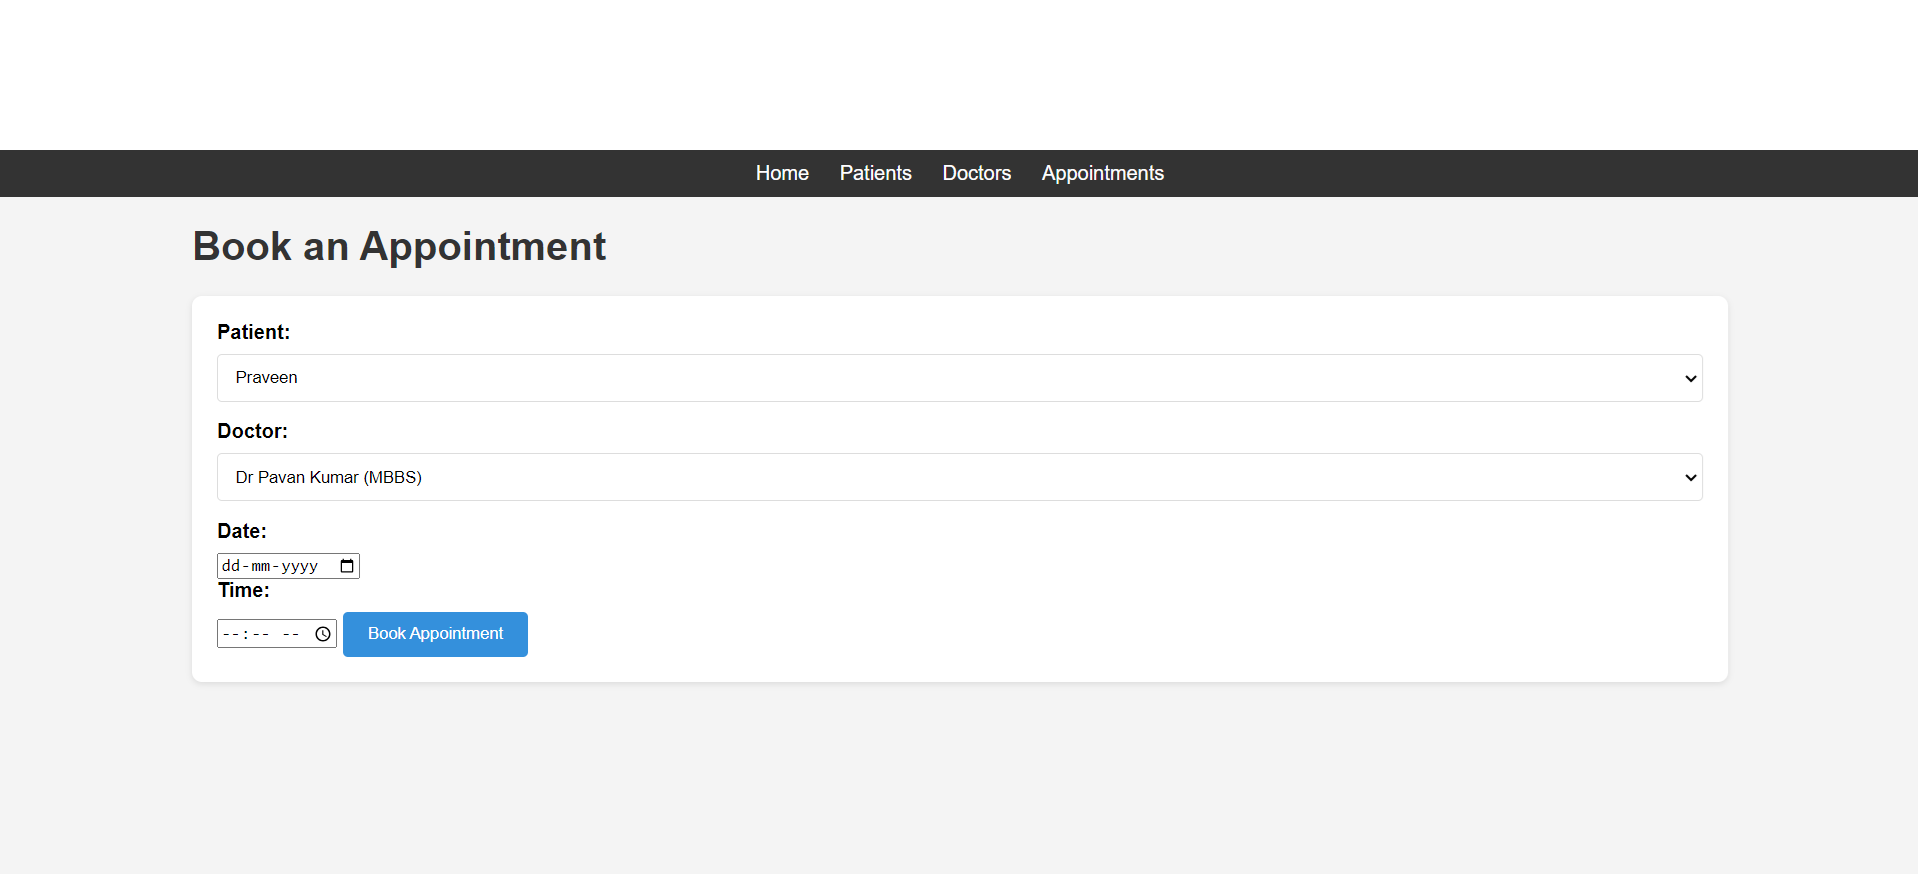 Home Patients Doctors Appointments
Book an Appointment
Patient:
Praveen
Doctor:
Dr Pavan Kumar (MBBS)
Date:
dd-mm-yyyy
Time:
--:-- -- Book Appointment